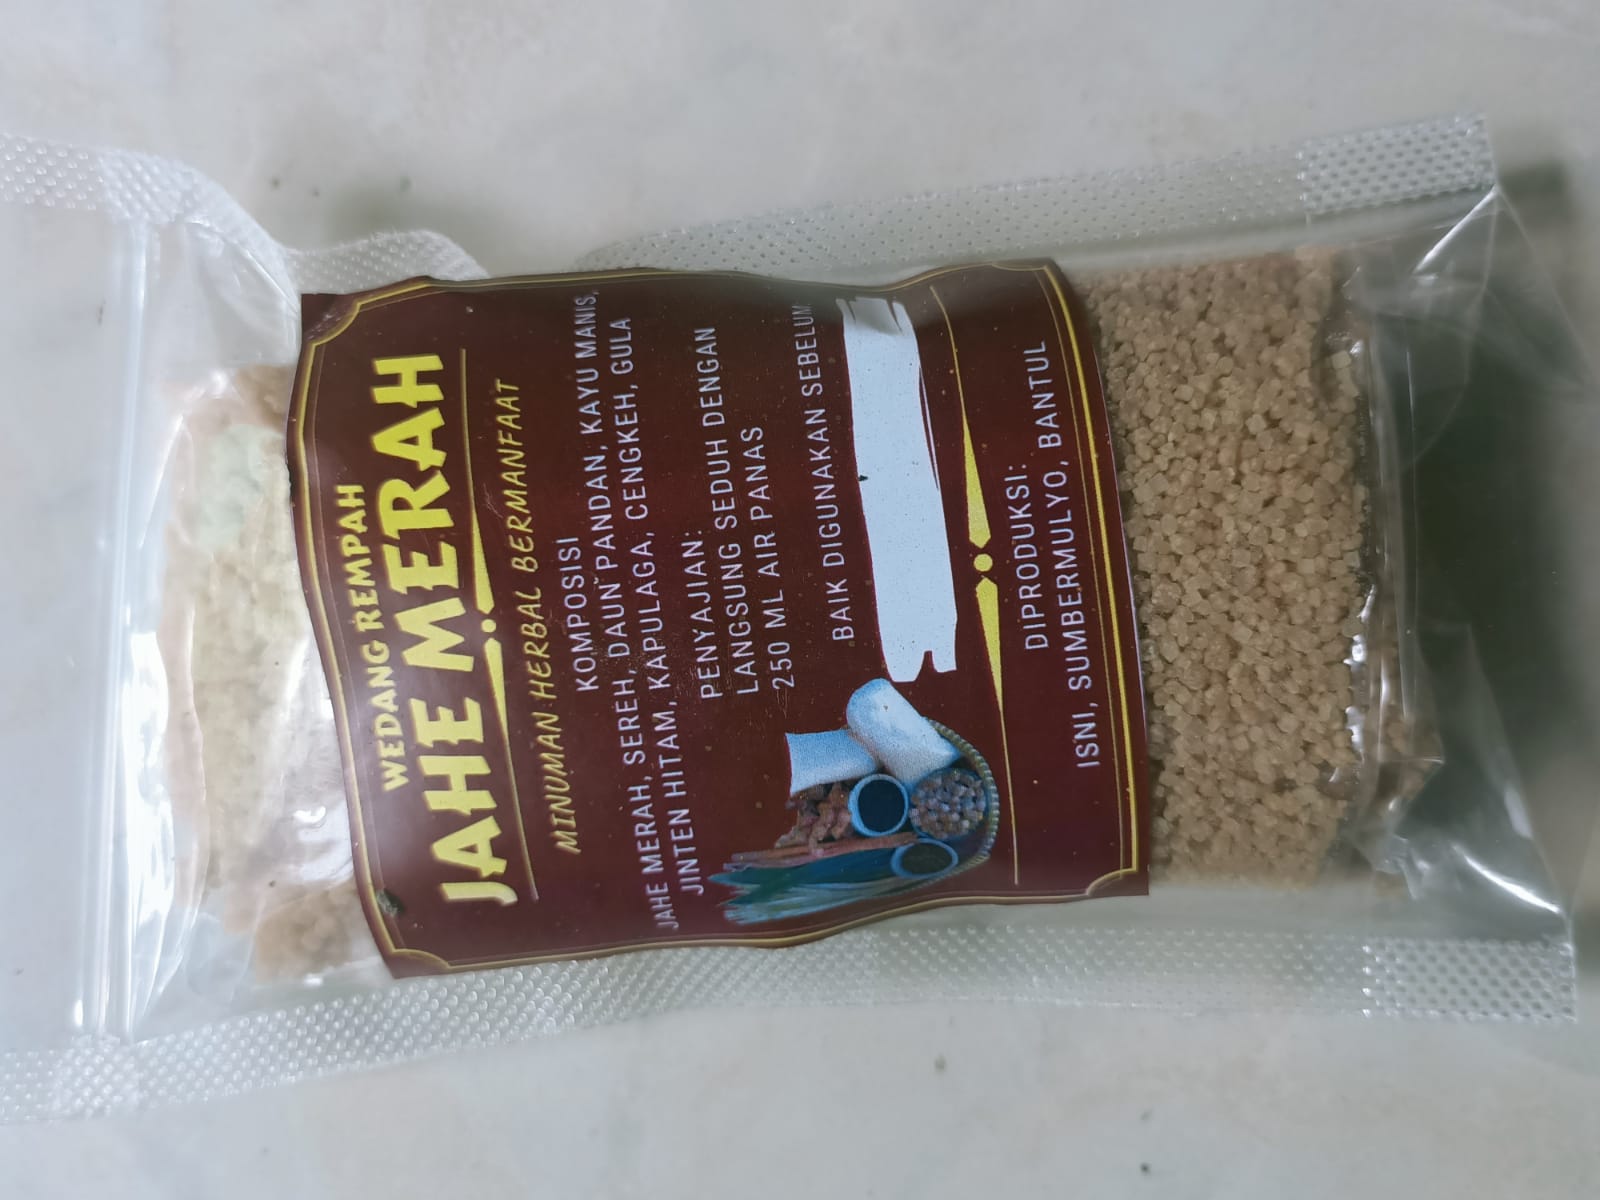 WEDANG REMPAH
JAHE MERAH
MINUMAN HERBAL BERMANFAAT
KOMPOSISI
JAHE MERAH, SEREH, DAUN PANDAN, KAYU MANIS,
JINTEN HITAM, KAPULAGA, CENGKEH, GULA
PENYAJIAN:
LANGSUNG SEDUH DENGAN
250 ML AIR PANAS
BAIK DIGUNAKAN SEBELUM
DIPRODUKSI:
ISNI, SUMBERMULYO, BANTUL